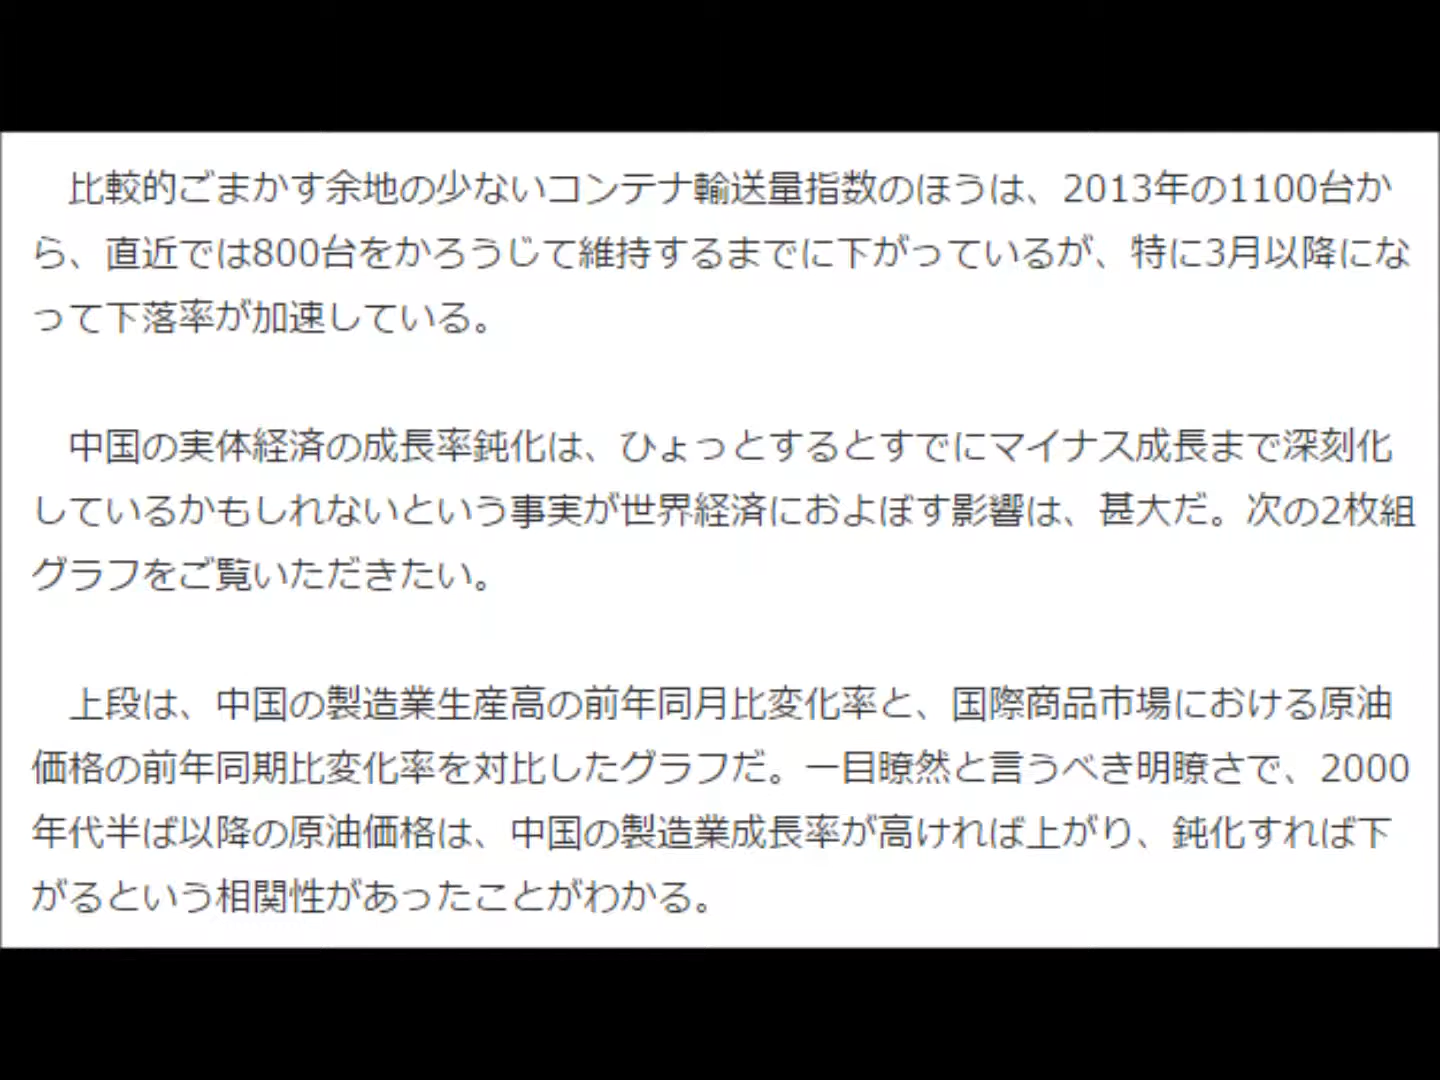 比較的ごまかす余地の少ないコンテナ輸送量指数のほうは、2013年の1100台か
ら、直近では800台をかろうじて維持するまでに下がっているが、特に3月以降にな
って下落率が加速している。
中国の実体経済の成長率鈍化は、ひょっとするとすでにマイナス成長まで深刻化
しているかもしれないという事実が世界経済におよぼす影響は、甚大だ。次の2枚組
グラフをご覧いただきたい。
上段は、中国の製造業生産高の前年同月比変化率と、国際商品市場における原油
価格の前年同期比変化率を対比したグラフだ。一目瞭然と言うべき明瞭さで、2000
年代半ば以降の原油価格は、中国の製造業成長率が高ければ上がり、鈍化すれば下
がるという相関性があったことがわかる。